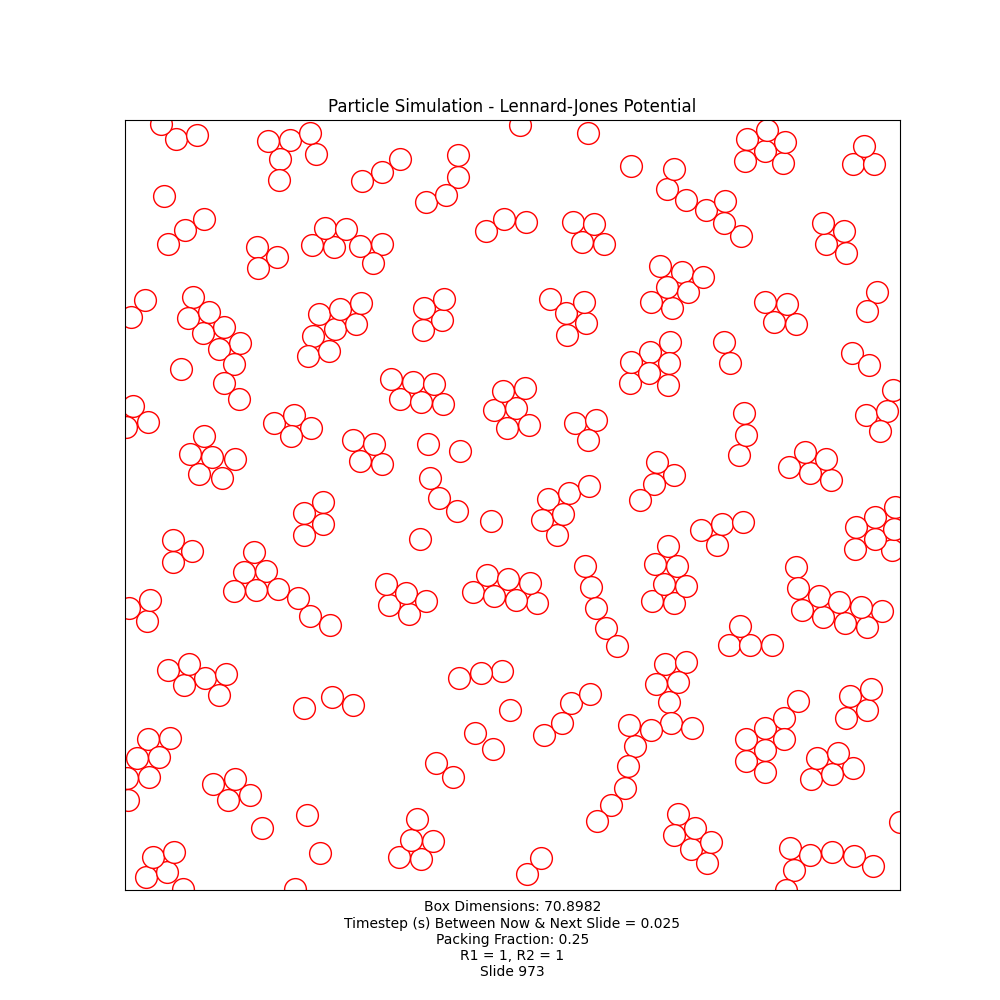 Particle Simulation - Lennard-Jones Potential
Box Dimensions: 70.8982
Timestep (s) Between Now & Next Slide = 0.025
Packing Fraction: 0.25
R1 = 1, R2 = 1
Slide 973